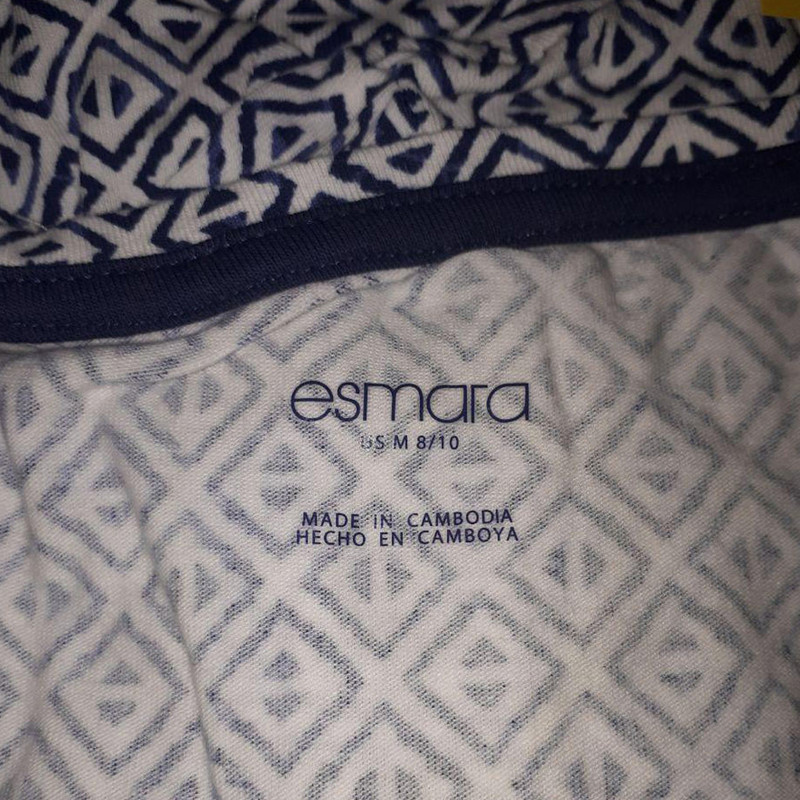 esmara
US M 8/10
MADE IN CAMBODIA
HECHO EN CAMBOYA